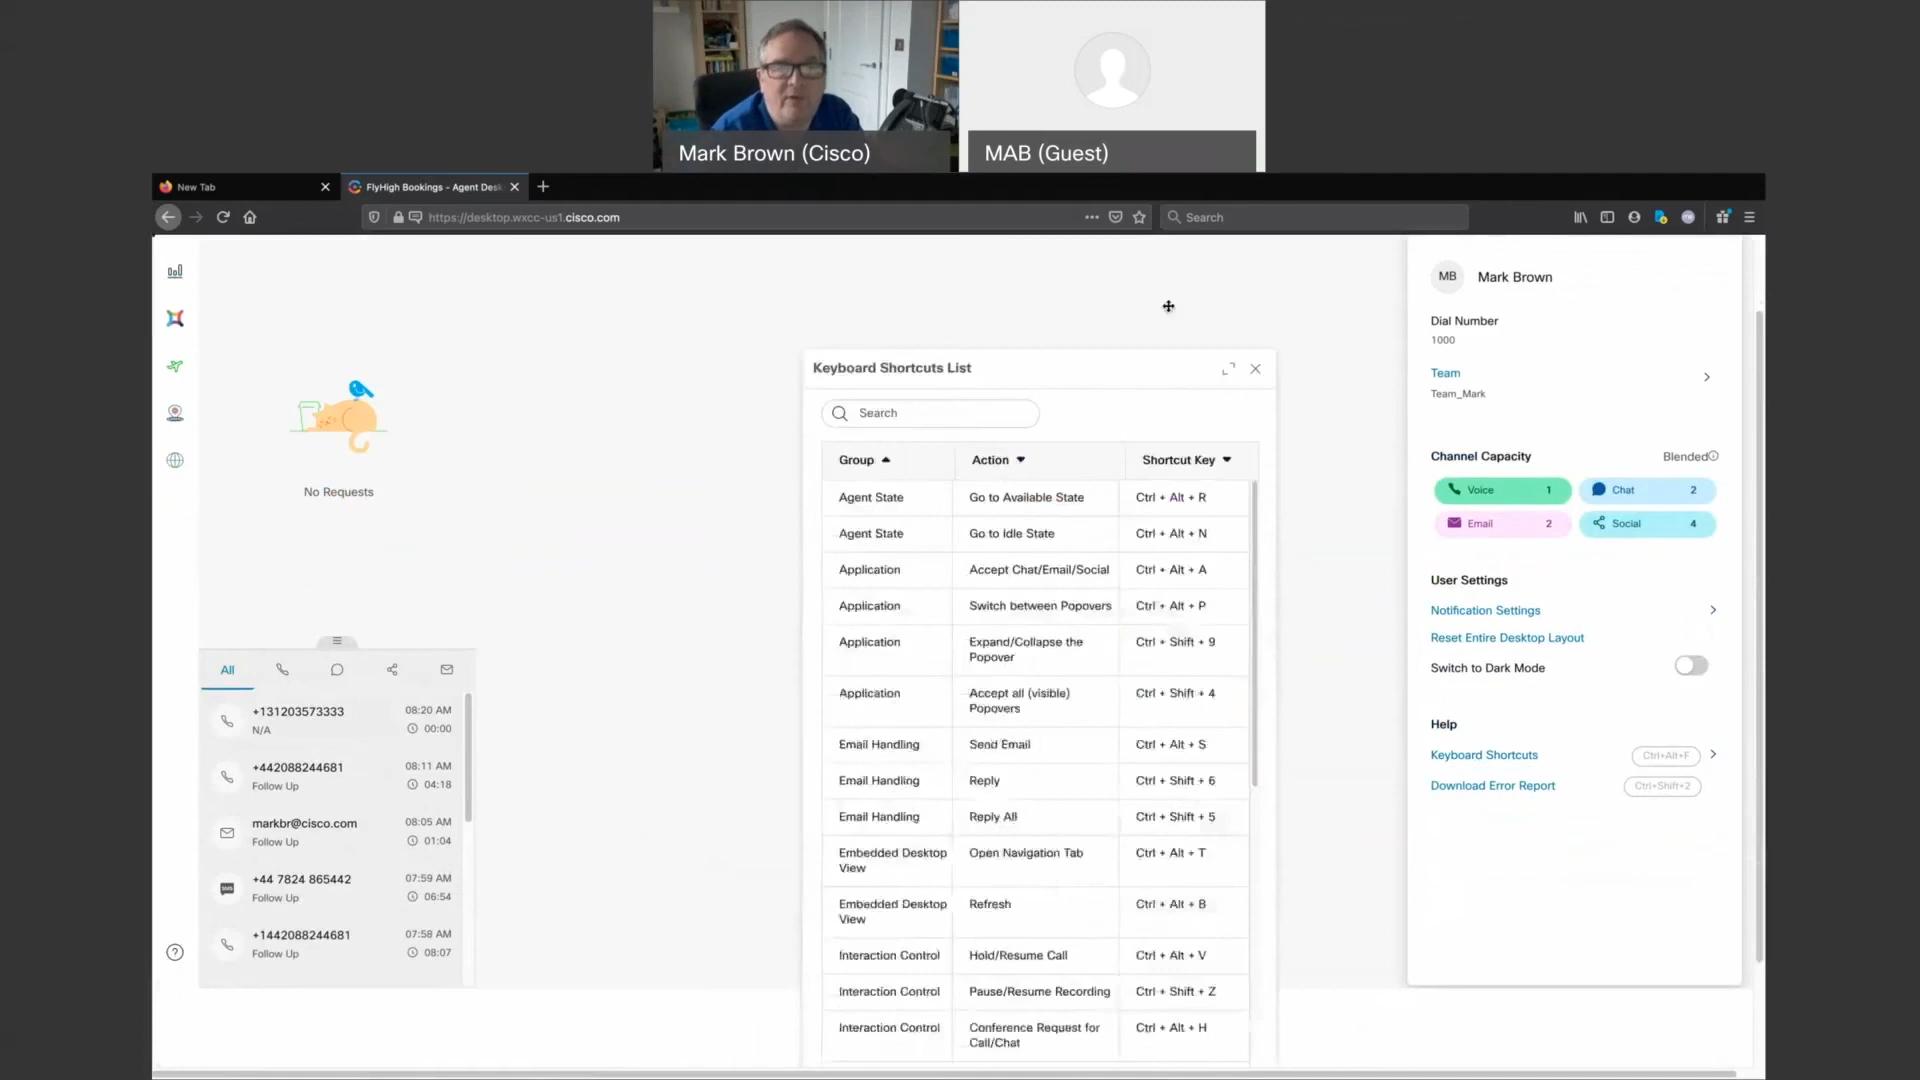 Mark Brown (Cisco)
MAB (Guest)
New Tab
FlyHigh Bookings - Agent Desk
https://desktop.wxcc-us1.cisco.com
Search
No Requests
All
+131203573333
08:20 AM
N/A
00:00
+442088244681
08:11 AM
Follow Up
04:18
markbr@cisco.com
08:05 AM
Follow Up
01:04
SMS
+44 7824 865442
07:59 AM
Follow Up
06:54
+1442088244681
07:58 AM
Follow Up
08:07
Keyboard Shortcuts List
Search
Group Action Shortcut Key
Agent State Go to Available State Ctrl + Alt + R
Agent State Go to Idle State Ctrl + Alt + N
Application Accept Chat/Email/Social Ctrl + Alt + A
Application Switch between Popovers Ctrl + Alt + P
Application Expand/Collapse the Ctrl + Shift + 9
Popover
Application Accept all (visible) Ctrl + Shift + 4
Popovers
Email Handling Send Email Ctrl + Alt + S
Email Handling Reply Ctrl + Shift + 6
Email Handling Reply All Ctrl + Shift + 5
Embedded Desktop Open Navigation Tab Ctrl + Alt + T
View
Embedded Desktop Refresh Ctrl + Alt + B
View
Interaction Control Hold/Resume Call Ctrl + Alt + V
Interaction Control Pause/Resume Recording Ctrl + Shift + Z
Interaction Control Conference Request for Ctrl + Alt + H
Call/Chat
MB Mark Brown
Dial Number
1000
Team
Team_Mark
Channel Capacity Blended
Voice 1 Chat 2
Email 2 Social 4
User Settings
Notification Settings
Reset Entire Desktop Layout
Switch to Dark Mode
Help
Keyboard Shortcuts Ctrl+Alt+F
Download Error Report Ctrl+Shift+2